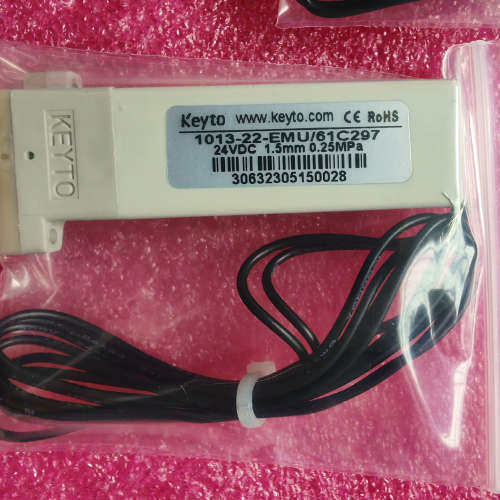 KEYTO
Keyto www.keyto.com CE RoHS
1013-22-EMU/61C297
24VDC 1.5mm 0.25MPa
30632305150028